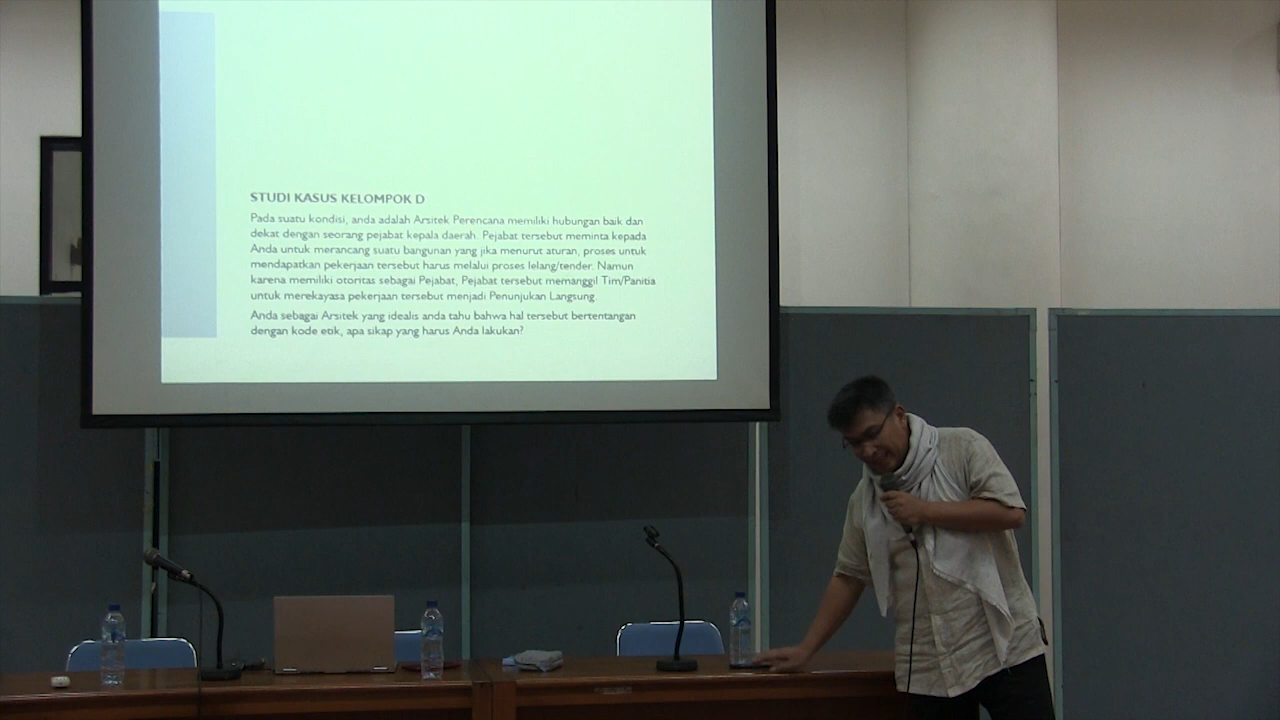 STUDI KASUS KELOMPOK D
Pada suatu kondisi, anda adalah Arsitek Perencana memiliki hubungan baik dan
dekat dengan seorang pejabat kepala daerah. Pejabat tersebut meminta kepada
Anda untuk merancang suatu bangunan yang jika menurut aturan, proses untuk
mendapatkan pekerjaan tersebut harus melalui proses lelang/tender. Namun
karena memiliki otoritas sebagai Pejabat, Pejabat tersebut memanggil Tim/Panitia
untuk merekayasa pekerjaan tersebut menjadi Penunjukan Langsung
Anda sebagai Arsitek yang idealis anda tahu bahwa hal tersebut bertentangan
dengan kode etik, apa sikap yang harus Anda lakukan?